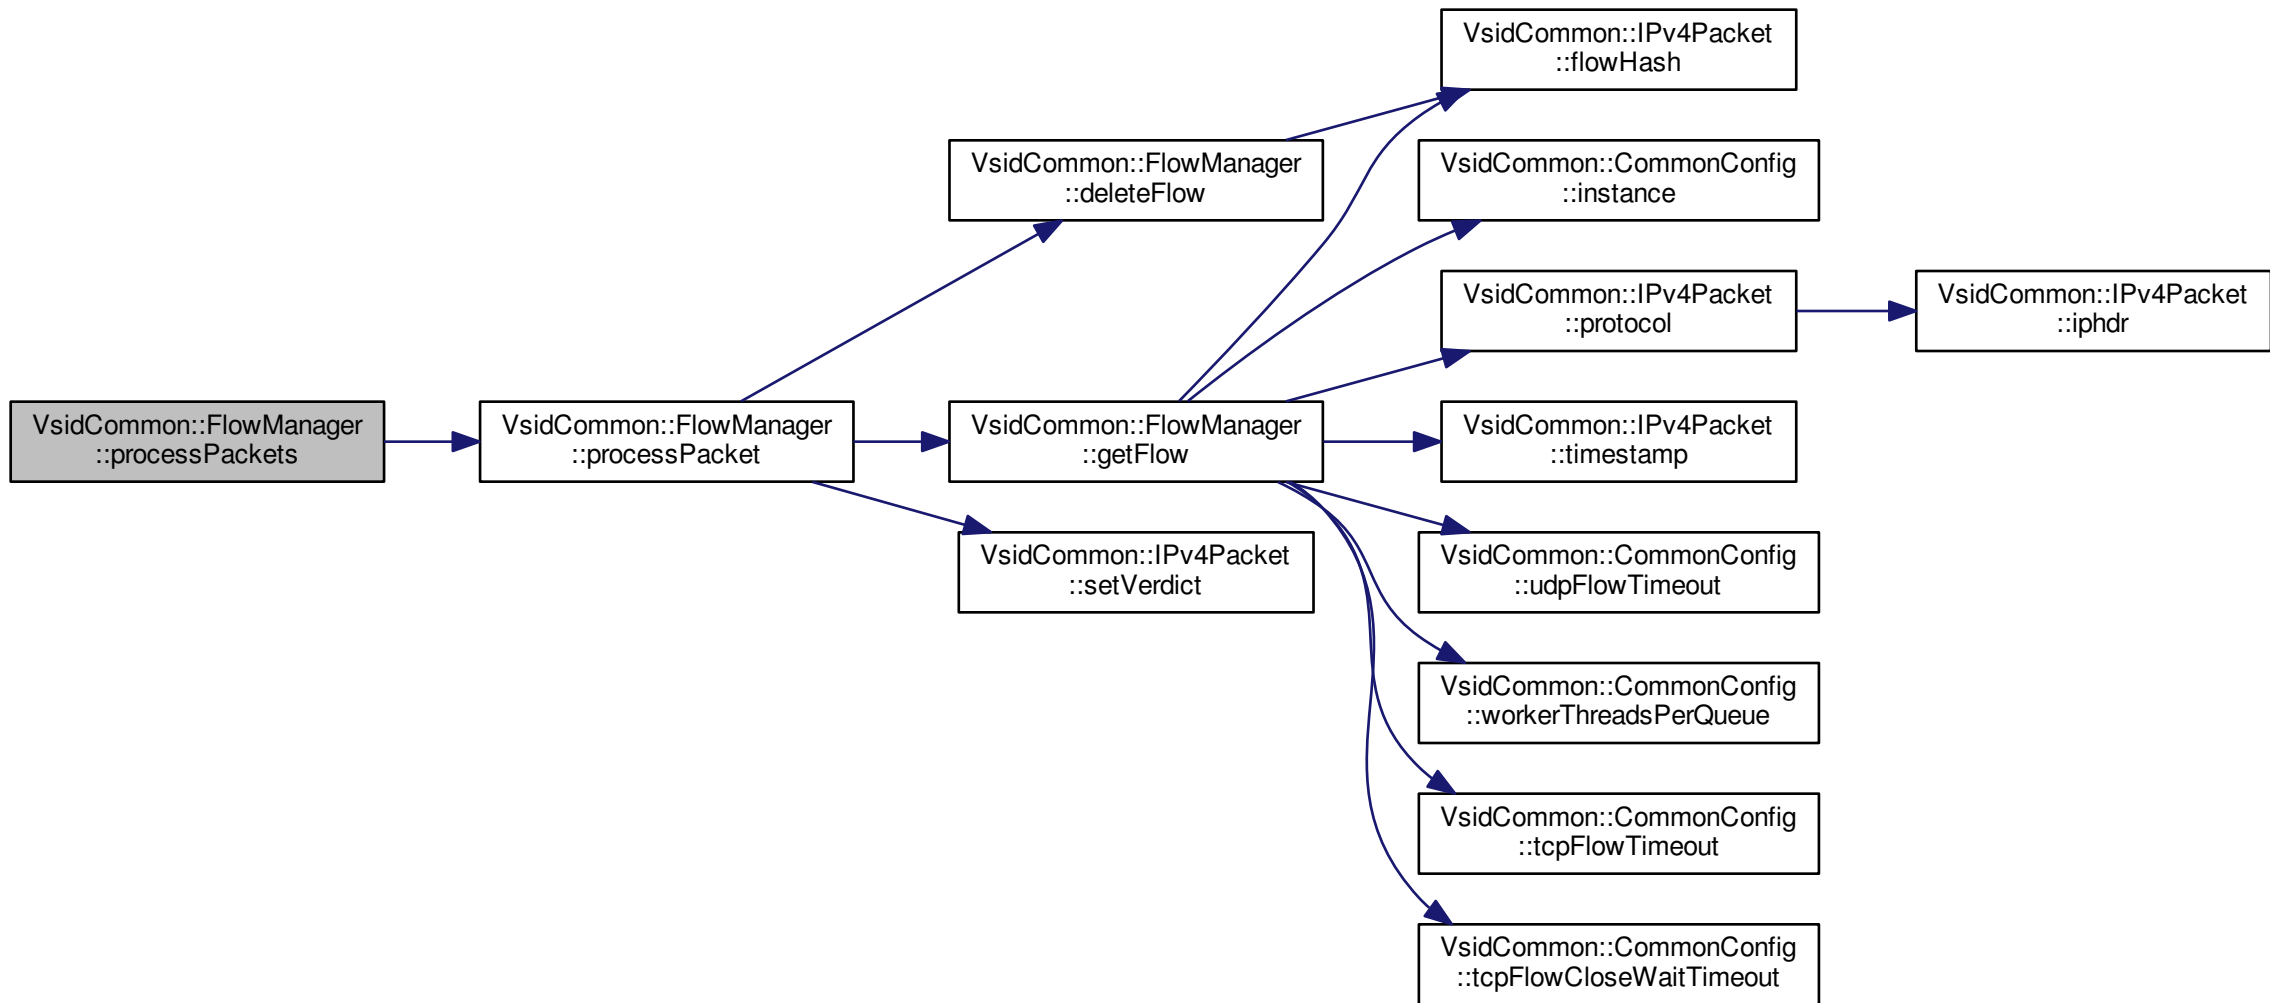 VsidCommon::FlowManager
::processPackets
VsidCommon::FlowManager
::processPacket
VsidCommon::FlowManager
::deleteFlow
VsidCommon::FlowManager
::getFlow
VsidCommon::IPv4Packet
::setVerdict
VsidCommon::IPv4Packet
::flowHash
VsidCommon::CommonConfig
::instance
VsidCommon::IPv4Packet
::protocol
VsidCommon::IPv4Packet
::timestamp
VsidCommon::CommonConfig
::udpFlowTimeout
VsidCommon::CommonConfig
::workerThreadsPerQueue
VsidCommon::CommonConfig
::tcpFlowTimeout
VsidCommon::CommonConfig
::tcpFlowCloseWaitTimeout
VsidCommon::IPv4Packet
::iphdr